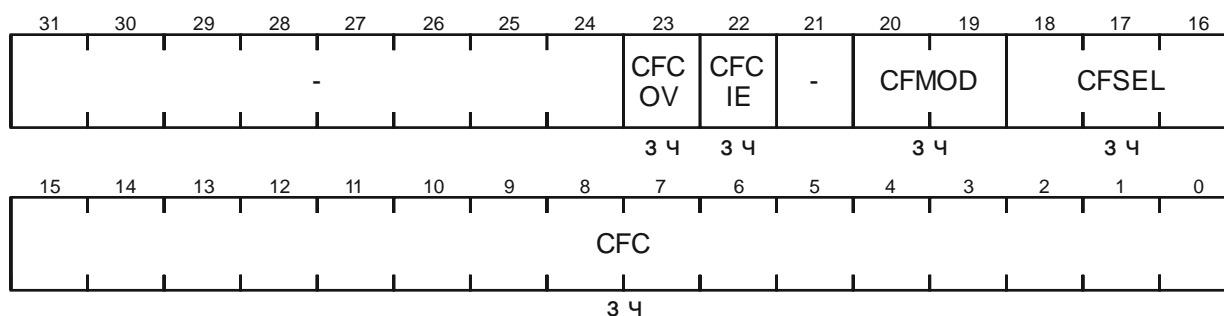 31 30 29 28 27 26 25 24 23 22 21 20 19 18 17 16
- CFC OV CFC IE - CFMOD CFSEL
з ч з ч з ч з ч
15 14 13 12 11 10 9 8 7 6 5 4 3 2 1 0
CFC
з ч